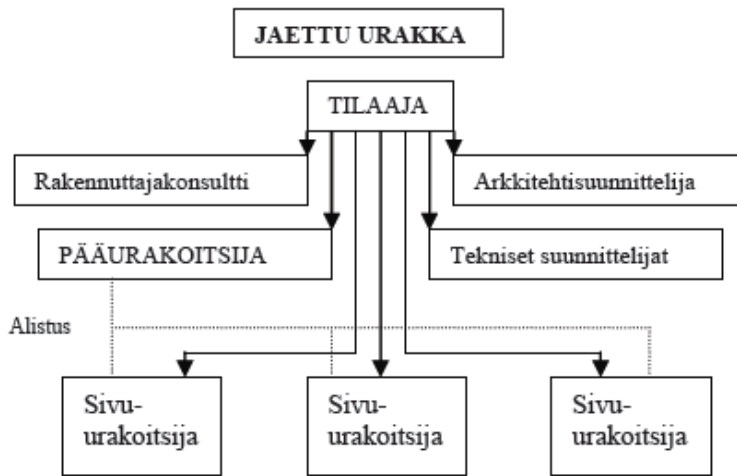 JAETTU URAKKA
TILAAJA
Rakennuttajakonsultti
Arkkitehtisuunnittelija
PÄÄURAKOITSIJA
Tekniset suunnittelijat
Alistus
Sivu-
urakoitsija
Sivu-
urakoitsija
Sivu-
urakoitsija